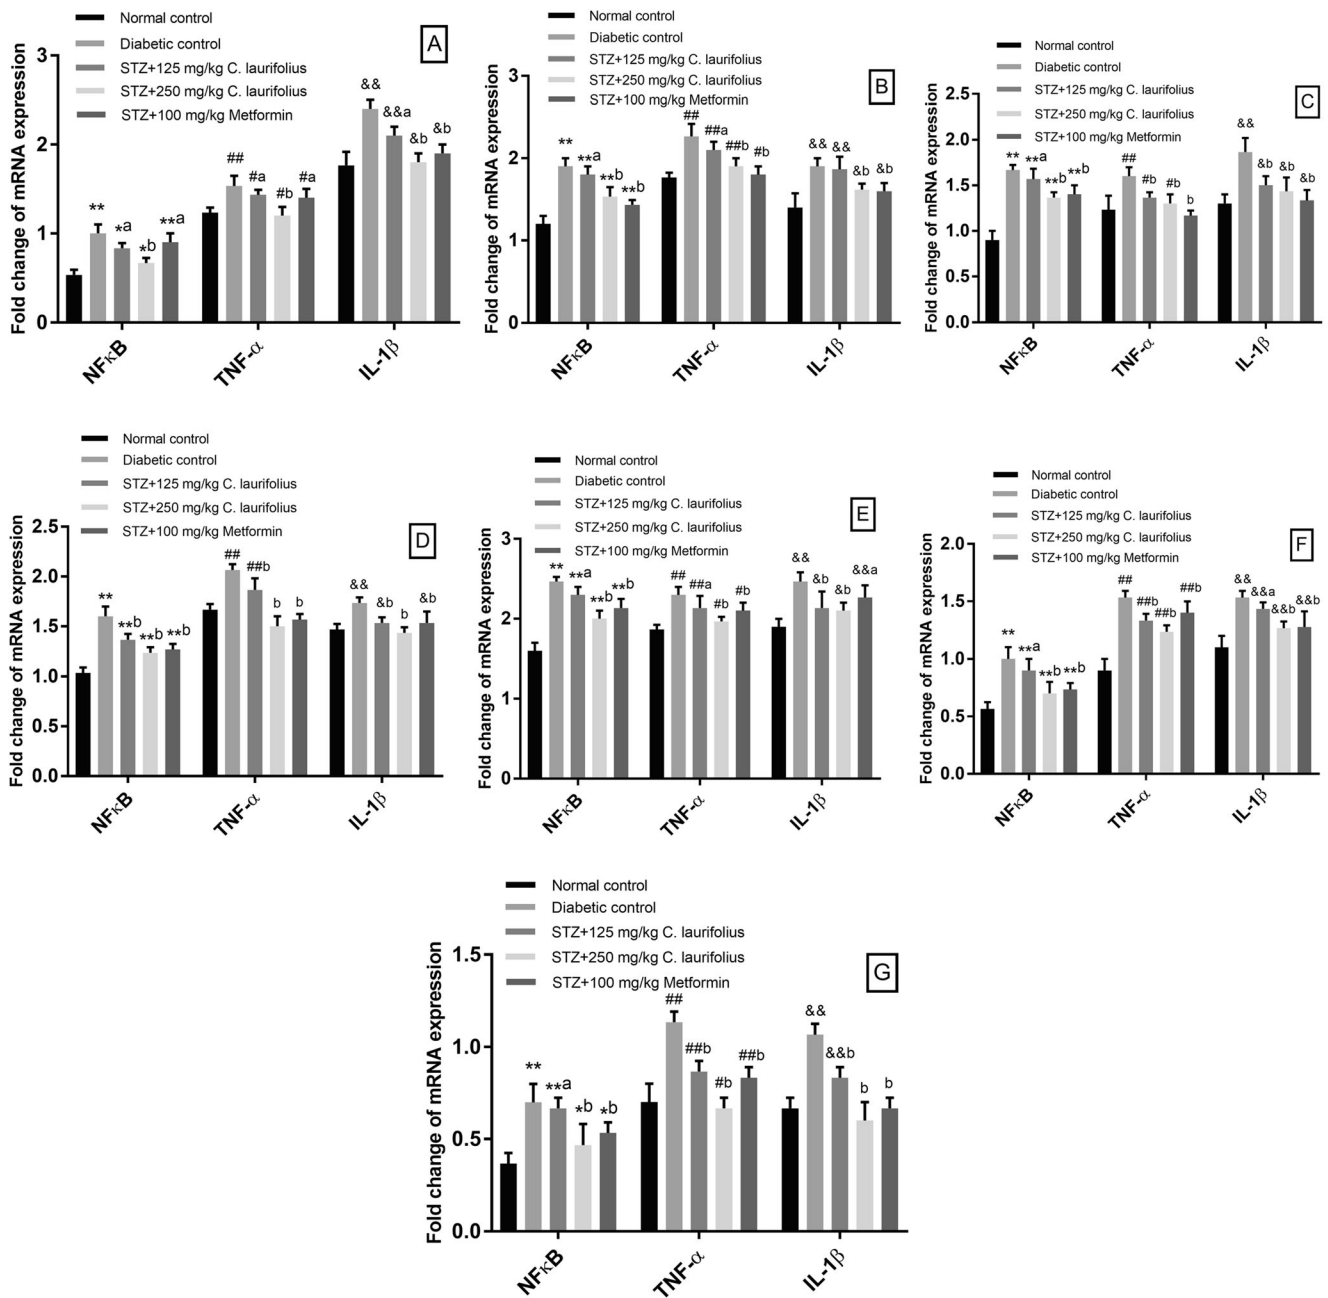 Normal control
Diabetic control
STZ+125 mg/kg C. laurifolius
STZ+250 mg/kg C. laurifolius
STZ+100 mg/kg Metformin
A
Fold change of mRNA expression
3
2
1
0
**
*a
*b
**a
##
#a
#b
#a
&&
&&a
&b
&b
NFκB
TNF-α
IL-1β
Normal control
Diabetic control
STZ+125 mg/kg C. laurifolius
STZ+250 mg/kg C. laurifolius
STZ+100 mg/kg Metformin
B
Fold change of mRNA expression
3
2
1
0
**
**a
**b
**b
##
##a
##b
#b
&&
&&
&b
&b
NFκB
TNF-α
IL-1β
Normal control
Diabetic control
STZ+125 mg/kg C. laurifolius
STZ+250 mg/kg C. laurifolius
STZ+100 mg/kg Metformin
C
Fold change of mRNA expression
2.5
2.0
1.5
1.0
0.5
0.0
**
**a
**b
**b
##
#b
#b
b
&&
&b
&b
&b
NFκB
TNF-α
IL-1β
Normal control
Diabetic control
STZ+125 mg/kg C. laurifolius
STZ+250 mg/kg C. laurifolius
STZ+100 mg/kg Metformin
D
Fold change of mRNA expression
2.5
2.0
1.5
1.0
0.5
0.0
**
**b
**b
**b
##
##b
b
b
&&
&b
b
&b
NFκB
TNF-α
IL-1β
Normal control
Diabetic control
STZ+125 mg/kg C. laurifolius
STZ+250 mg/kg C. laurifolius
STZ+100 mg/kg Metformin
E
Fold change of mRNA expression
3
2
1
0
**
**a
**b
**b
##
##a
#b
#b
&&
&b
&b
&&a
NFκB
TNF-α
IL-1β
Normal control
Diabetic control
STZ+125 mg/kg C. laurifolius
STZ+250 mg/kg C. laurifolius
STZ+100 mg/kg Metformin
F
Fold change of mRNA expression
2.0
1.5
1.0
0.5
0.0
**
**a
**b
**b
##
##b
##b
##b
&&
&&a
&&b
&&b
NFκB
TNF-α
IL-1β
Normal control
Diabetic control
STZ+125 mg/kg C. laurifolius
STZ+250 mg/kg C. laurifolius
STZ+100 mg/kg Metformin
G
Fold change of mRNA expression
1.5
1.0
0.5
0.0
**
**a
*b
*b
##
##b
#b
##b
&&
&&b
b
b
NFκB
TNF-α
IL-1β